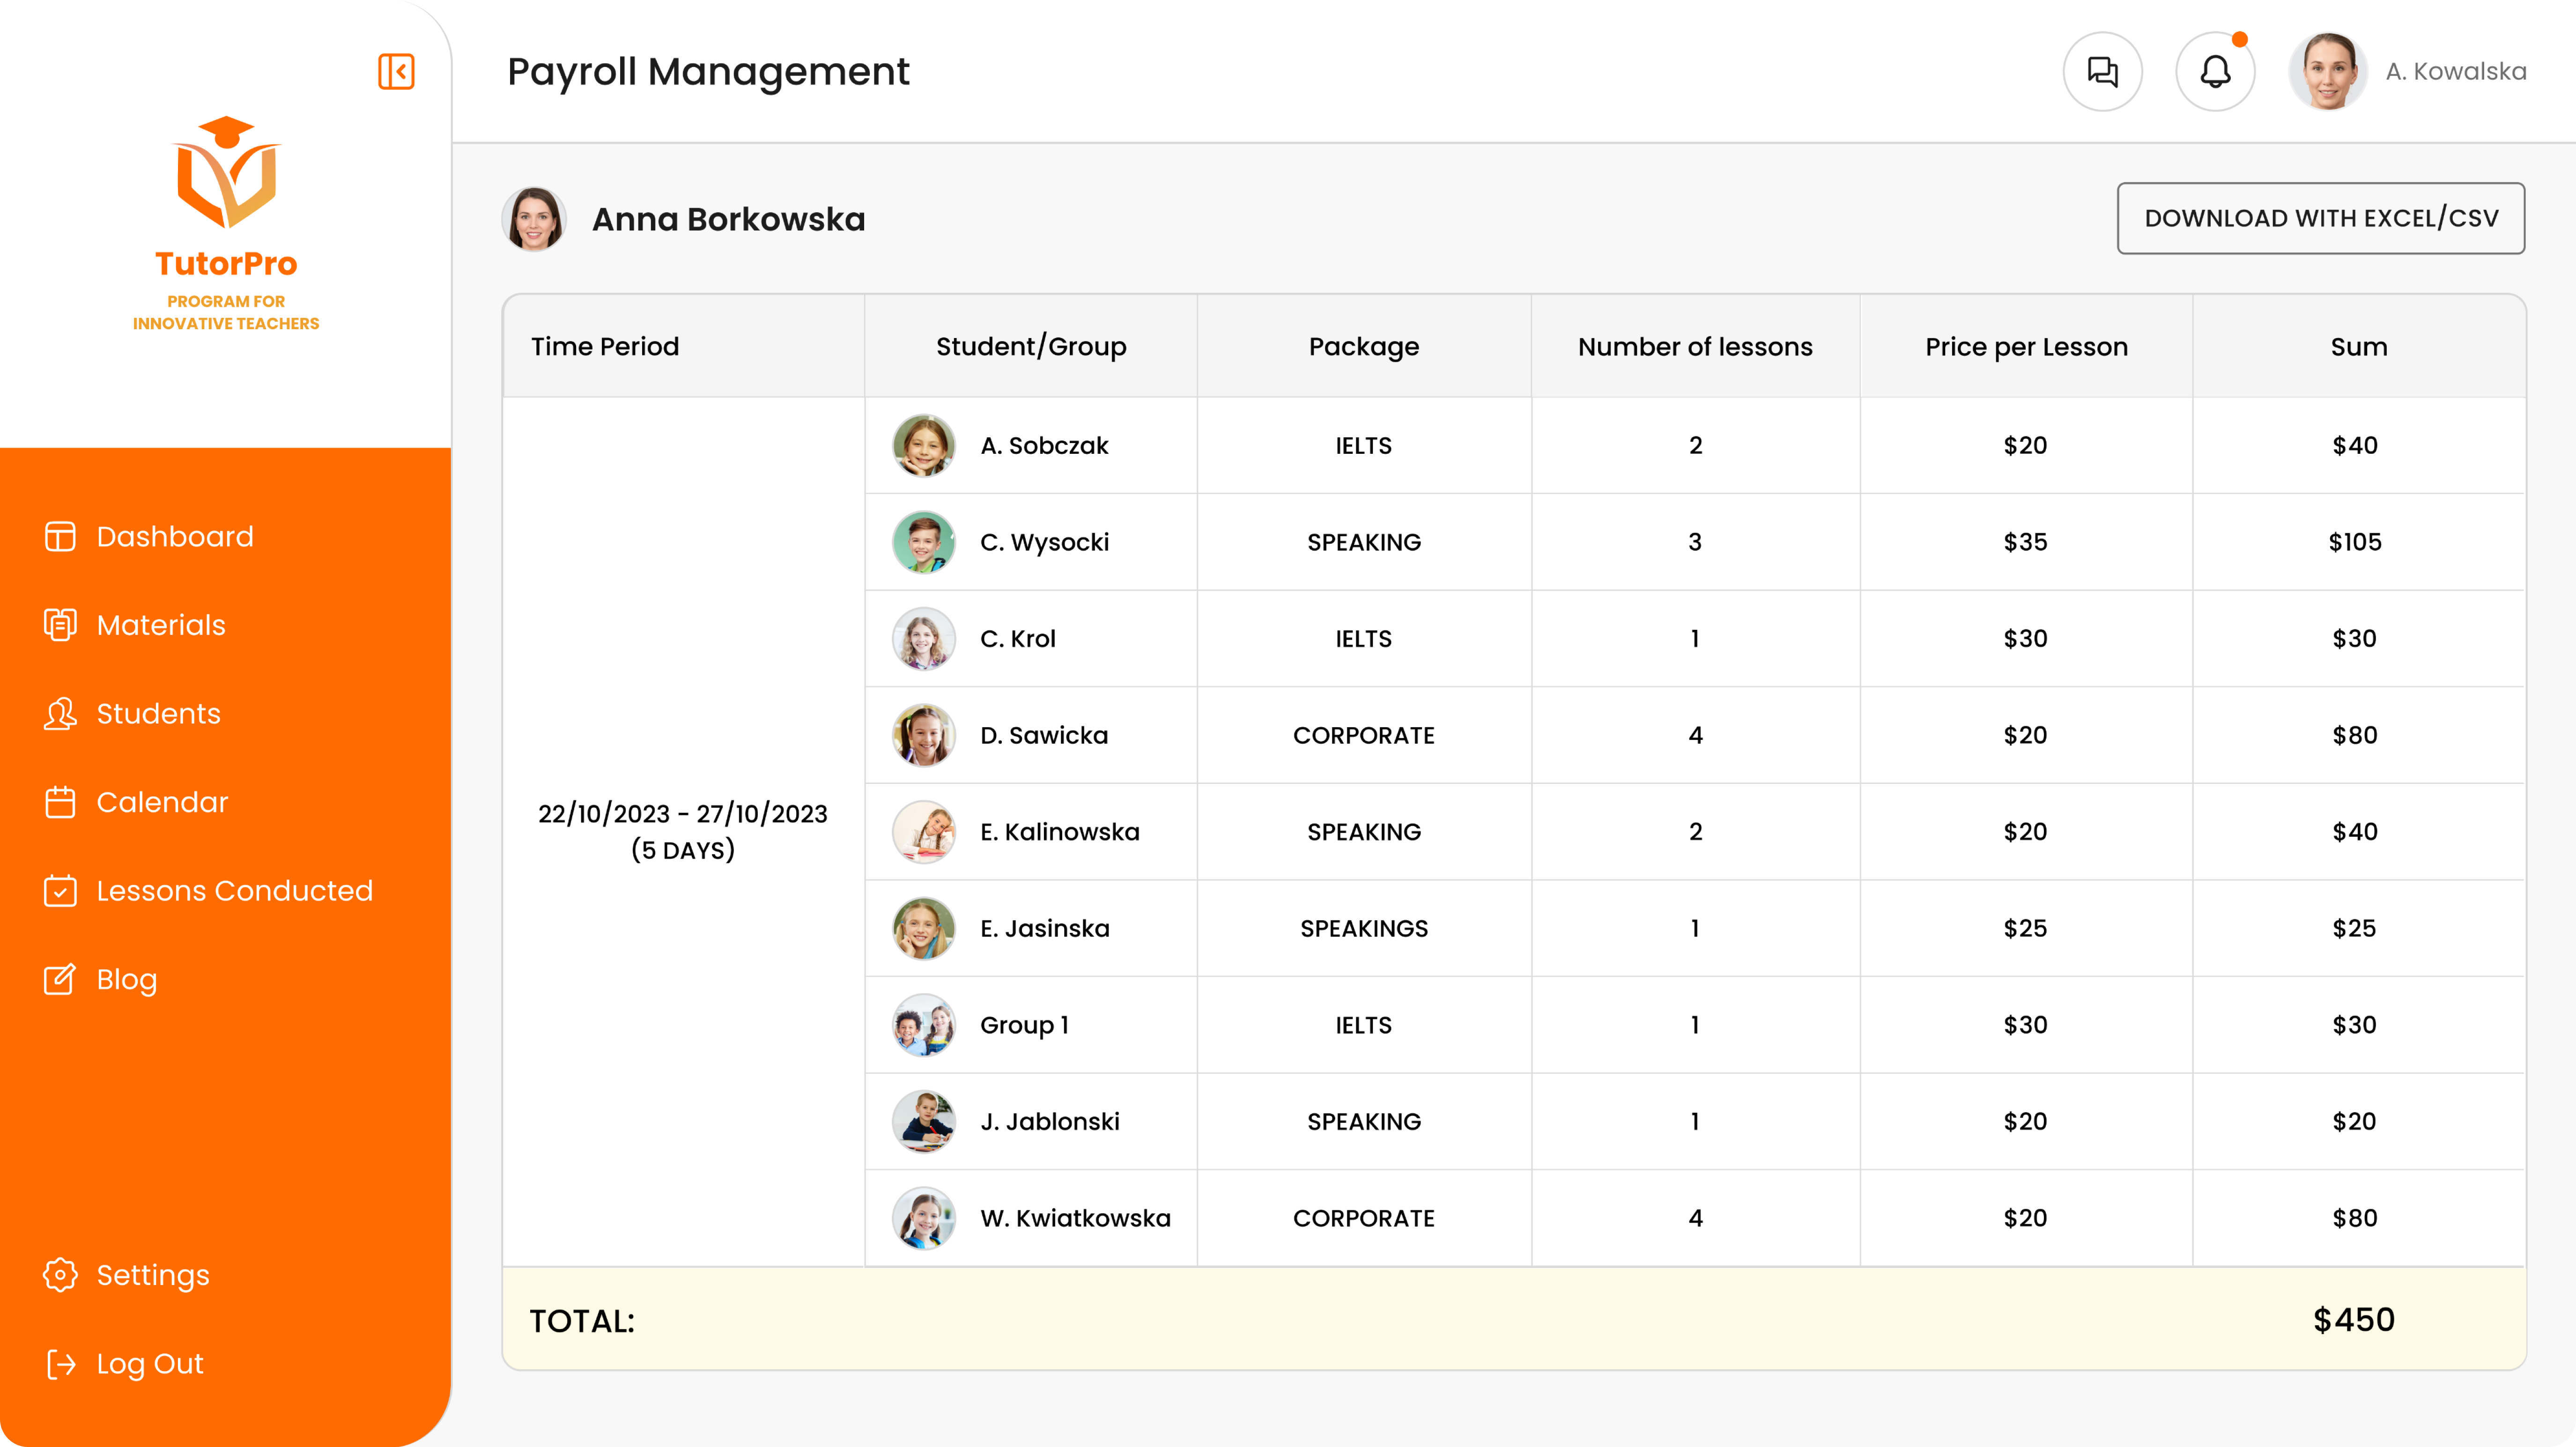 TutorPro
PROGRAM FOR
INNOVATIVE TEACHERS
Dashboard
Materials
Students
Calendar
Lessons Conducted
Blog
Settings
Log Out
Payroll Management
A. Kowalska
Anna Borkowska
DOWNLOAD WITH EXCEL/CSV
Time Period Student/Group Package Number of lessons Price per Lesson Sum
22/10/2023 - 27/10/2023
(5 DAYS)
A. Sobczak IELTS 2 $20 $40
C. Wysocki SPEAKING 3 $35 $105
C. Krol IELTS 1 $30 $30
D. Sawicka CORPORATE 4 $20 $80
E. Kalinowska SPEAKING 2 $20 $40
E. Jasinska SPEAKINGS 1 $25 $25
Group 1 IELTS 1 $30 $30
J. Jablonski SPEAKING 1 $20 $20
W. Kwiatkowska CORPORATE 4 $20 $80
TOTAL: $450